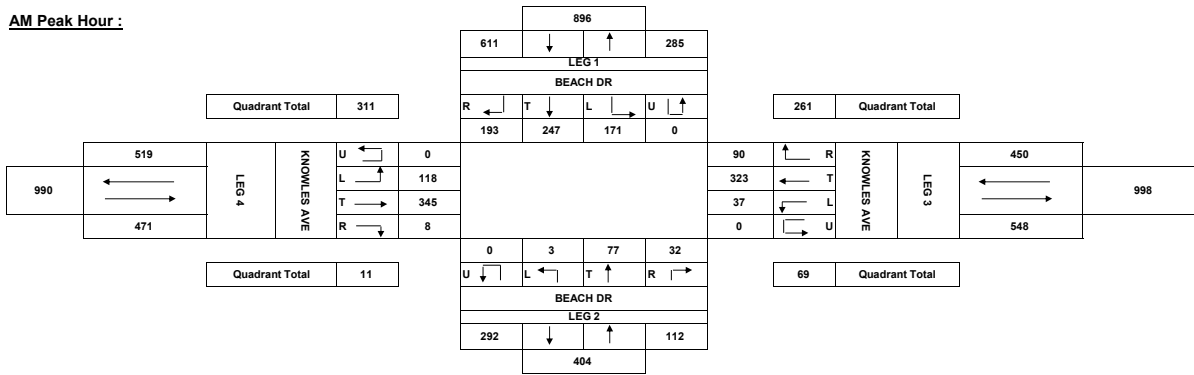 AM Peak Hour :
896
611 285
LEG 1
BEACH DR
Quadrant Total 311
R T L U
261 Quadrant Total
193 247 171 0
519
U 0
90 R
450
990
LEG 4
KNOWLES AVE
L 118
323 T
KNOWLES AVE
LEG 3
998
T 345
37 L
471
R 8
0 U
548
0 3 77 32
Quadrant Total 11
U L T R
69 Quadrant Total
BEACH DR
LEG 2
292 112
404